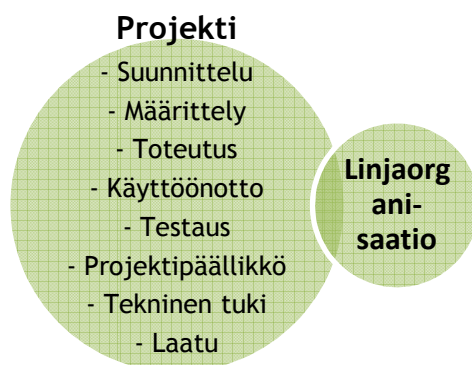 Projekti
- Suunnittelu
- Määrittely
- Toteutus
- Käyttöönotto
- Testaus
- Projektipäällikkö
- Tekninen tuki
- Laatu
Linjaorg
ani-
saatio